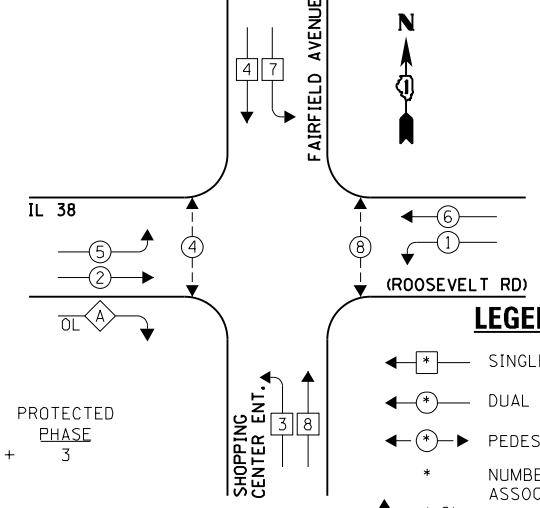 N
4 7
FAIRFIELD AVENUE
IL 38
5
2
4
8
6
1
(ROOSEVELT RD)
OL A
SHOPPING
CENTER ENT.
3 8
PROTECTED
PHASE
+ 3
* SINGL
* DUAL
* PEDES
* NUMBE
ASSOC